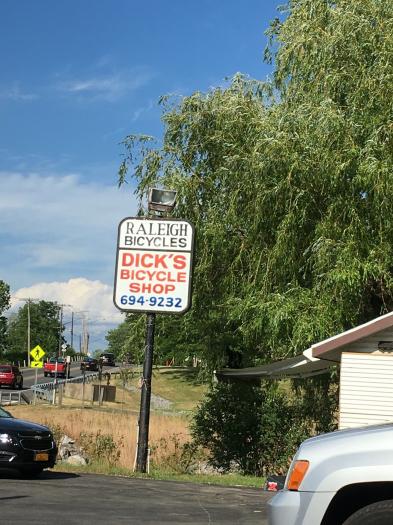 RALEIGH
BICYCLES
DICK'S
BICYCLE
SHOP
694-9232